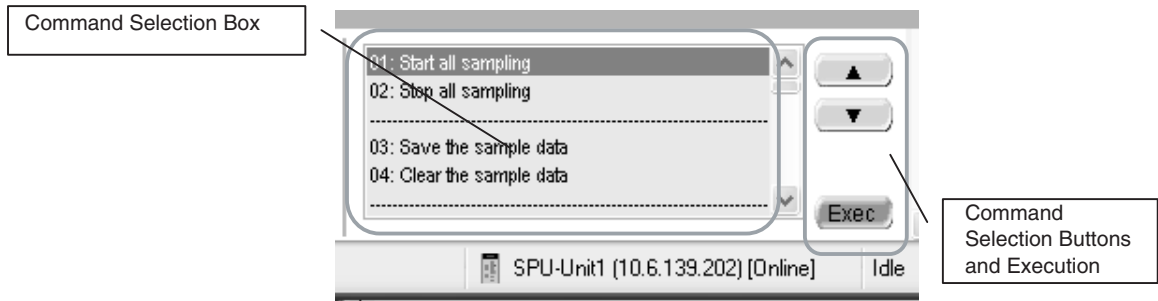 Command Selection Box
01: Start all sampling
02: Stop all sampling
03: Save the sample data
04: Clear the sample data
▲
▼
Exec
Command
Selection Buttons
and Execution
SPU-Unit1 (10.6.139.202) [Online]
Idle